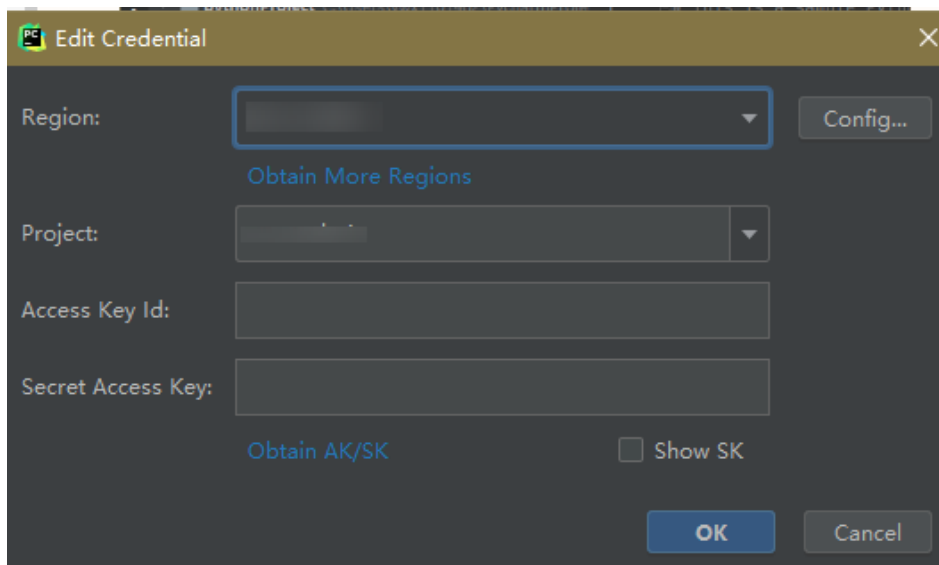 PC Edit Credential
Region:
Config...
Obtain More Regions
Project:
Access Key Id:
Secret Access Key:
Obtain AK/SK
Show SK
OK
Cancel